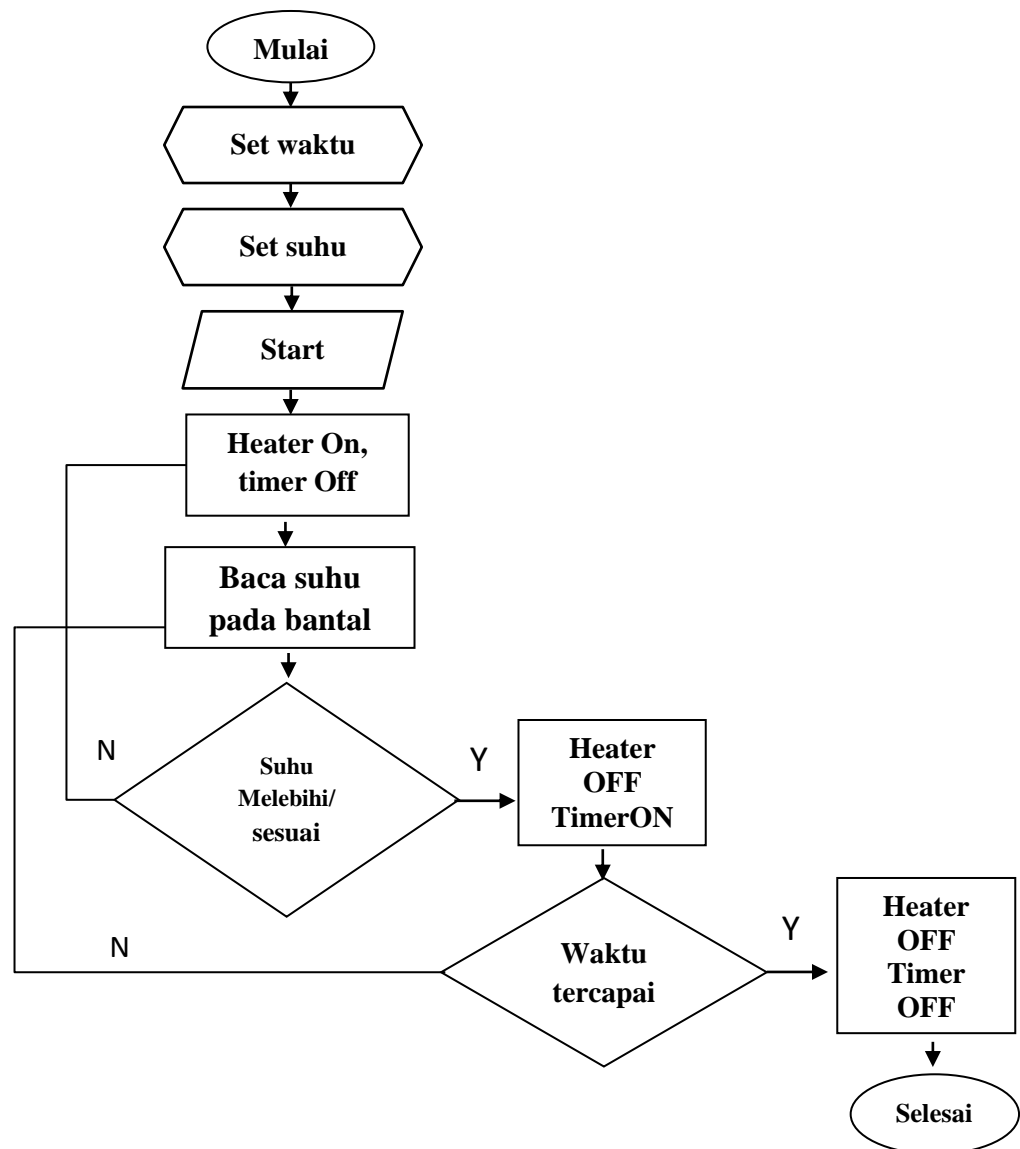 Mulai
Set waktu
Set suhu
Start
Heater On,
timer Off
Baca suhu
pada bantal
N
Suhu
Melebihi/
sesuai
Y
Heater
OFF
TimerON
N
Waktu
tercapai
Y
Heater
OFF
Timer
OFF
Selesai